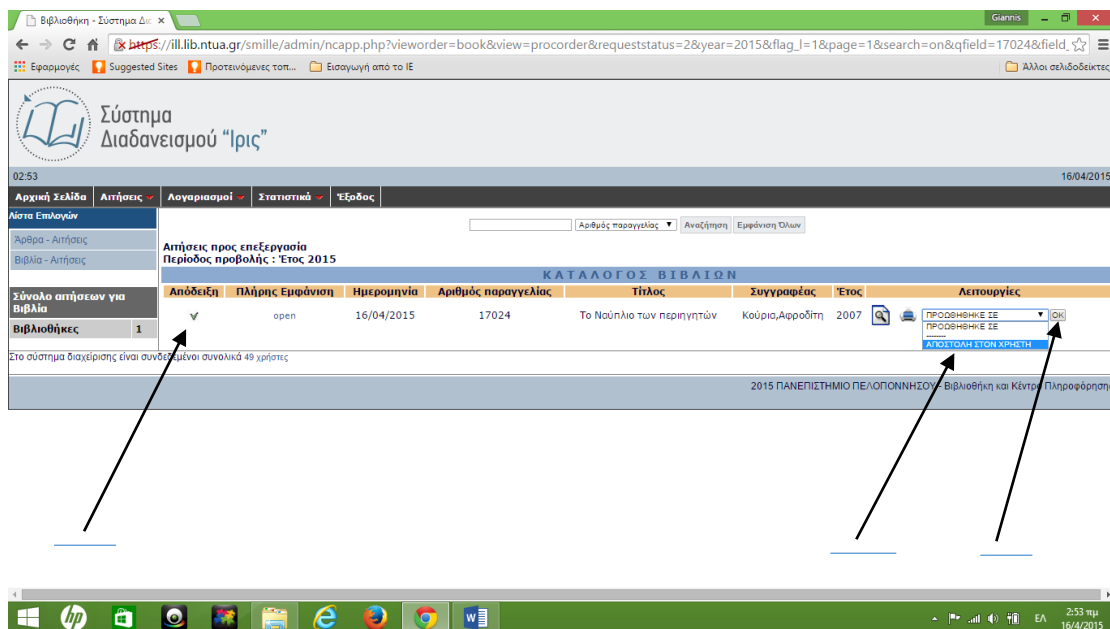 Βιβλιοθήκη - Σύστημα Δις
Giannis
https://ill.lib.ntua.gr/smille/admin/ncapp.php?vieworder=book&view=procorder&requeststatus=2&year=2015&flag_l=1&page=1&search=on&qfield=17024&field_
Εφαρμογές Suggested Sites Προτεινόμενες τοπ... Εισαγωγή από το IE Άλλοι σελιδοδείκτες
Σύστημα
Διαδανεισμού "Ιρις"
02:53 16/04/2015
Αρχική Σελίδα Αιτήσεις Λογαριασμοί Στατιστικά Έξοδος
Λίστα Επιλογών
Αριθμός παραγγελίας Αναζήτηση Εμφάνιση Όλων
Άρθρα - Αιτήσεις
Βιβλία - Αιτήσεις
Αιτήσεις προς επεξεργασία
Περίοδος προβολής : Έτος 2015
ΚΑΤΑΛΟΓΟΣ ΒΙΒΛΙΩΝ
Σύνολο αιτήσεων για
Βιβλία
Βιβλιοθήκες 1
Απόδειξη Πλήρης Εμφάνιση Ημερομηνία Αριθμός παραγγελίας Τίτλος Συγγραφέας Έτος Λειτουργίες
open 16/04/2015 17024 Το Ναύπλιο των περιηγητών Κούρια,Αφροδίτη 2007 ΠΡΟΩΘΗΘΗΚΕ ΣΕ OK
ΠΡΟΩΘΗΘΗΚΕ ΣΕ
--------
ΑΠΟΣΤΟΛΗ ΣΤΟΝ ΧΡΗΣΤΗ
Στο σύστημα διαχείρισης είναι συνδεδεμένοι συνολικά 49 χρήστες
2015 ΠΑΝΕΠΙΣΤΗΜΙΟ ΠΕΛΟΠΟΝΝΗΣΟΥ - Βιβλιοθήκη και Κέντρο Πληροφόρησης
hp
ΕΛ 2:53 πμ
16/4/2015